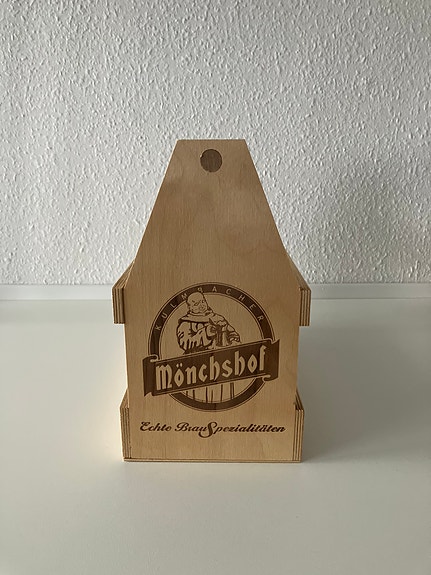 KULMBACHER
Mönchshof
Echte BrauSpezialitäten